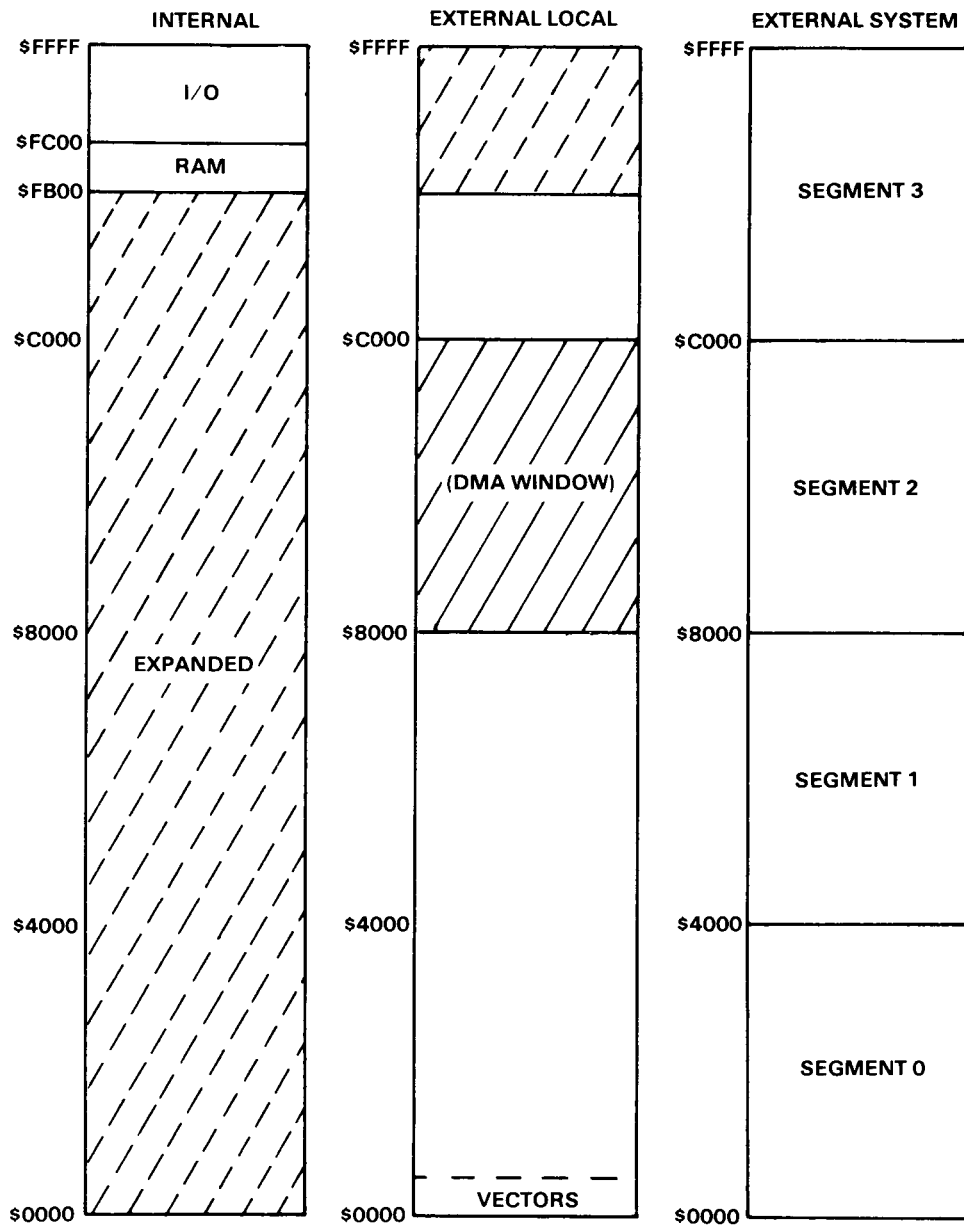 INTERNAL
$FFFF
I/O
$FC00
RAM
$FB00
$C000
$8000
EXPANDED
$4000
$0000
EXTERNAL LOCAL
$FFFF
$C000
(DMA WINDOW)
$8000
$4000
VECTORS
$0000
EXTERNAL SYSTEM
$FFFF
SEGMENT 3
$C000
SEGMENT 2
$8000
SEGMENT 1
$4000
SEGMENT 0
$0000